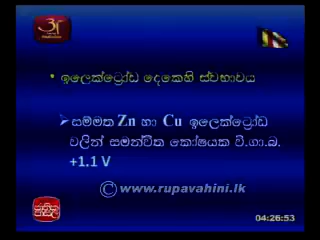 • ඉලෙක්ට්‍රෝඩ දෙකෙහි ස්වභාවය
➢ සම්මත Zn හා Cu ඉලෙක්ට්‍රෝඩ
වලින් සමන්විත කෝෂයක වි.ගා.බ.
+1.1 V
© www.rupavahini.lk
04:26:53